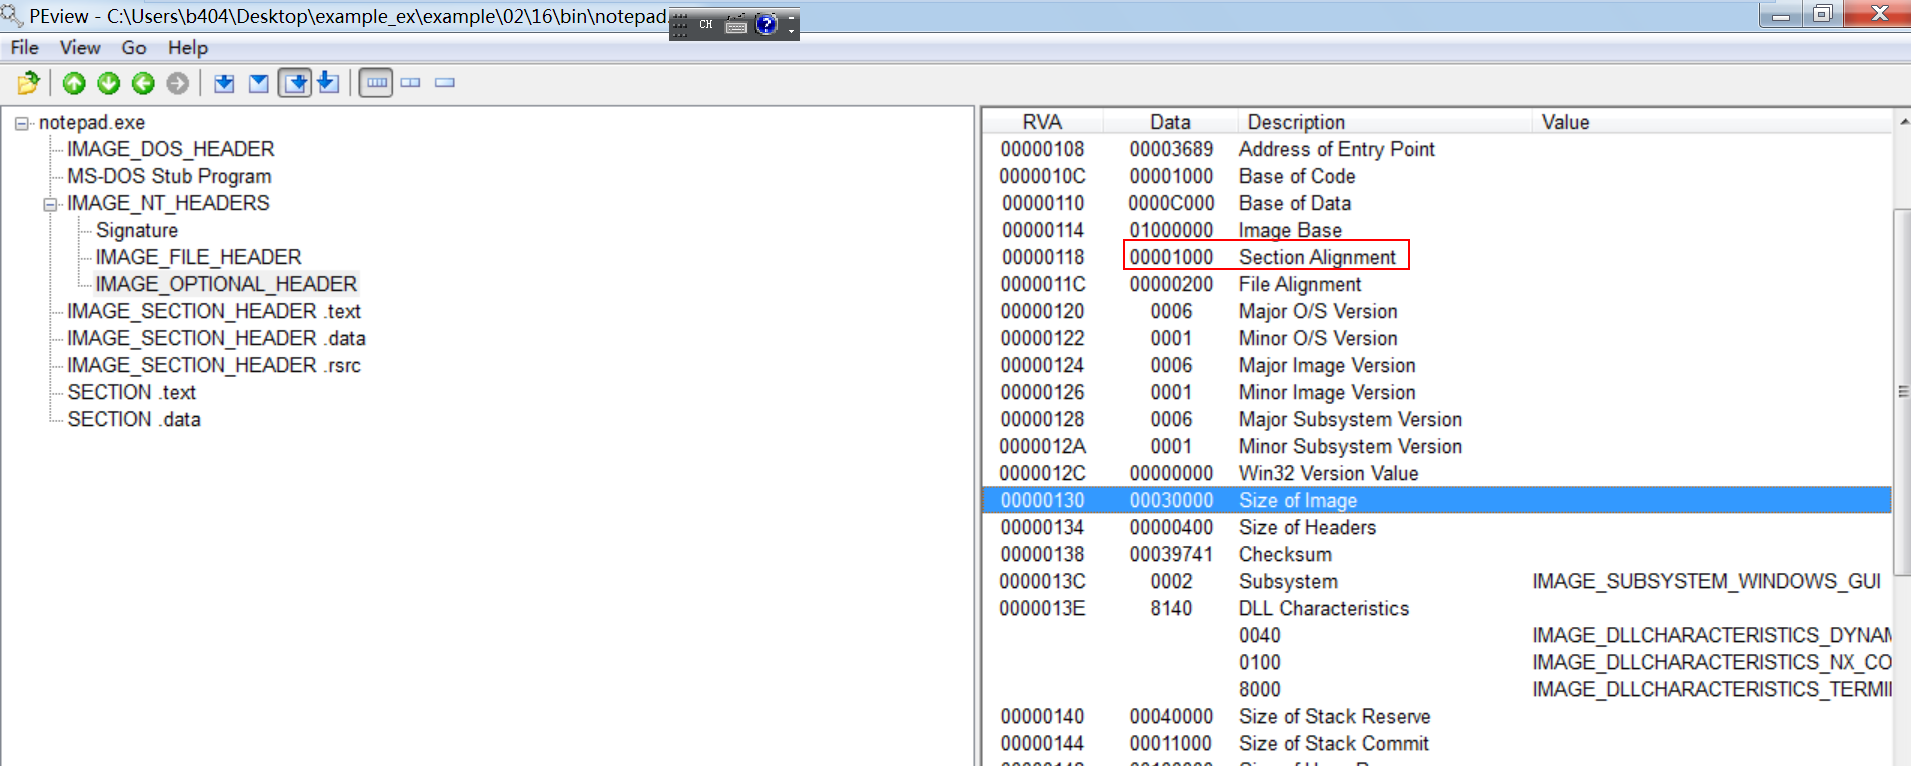 PEview - C:\Users\b404\Desktop\example_ex\example\02\16\bin\notepad.
CH
File View Go Help
notepad.exe
IMAGE_DOS_HEADER
MS-DOS Stub Program
IMAGE_NT_HEADERS
Signature
IMAGE_FILE_HEADER
IMAGE_OPTIONAL_HEADER
IMAGE_SECTION_HEADER .text
IMAGE_SECTION_HEADER .data
IMAGE_SECTION_HEADER .rsrc
SECTION .text
SECTION .data
RVA Data Description Value
00000108 00003689 Address of Entry Point
0000010C 00001000 Base of Code
00000110 0000C000 Base of Data
00000114 01000000 Image Base
00000118 00001000 Section Alignment
0000011C 00000200 File Alignment
00000120 0006 Major O/S Version
00000122 0001 Minor O/S Version
00000124 0006 Major Image Version
00000126 0001 Minor Image Version
00000128 0006 Major Subsystem Version
0000012A 0001 Minor Subsystem Version
0000012C 00000000 Win32 Version Value
00000130 00030000 Size of Image
00000134 00000400 Size of Headers
00000138 00039741 Checksum
0000013C 0002 Subsystem IMAGE_SUBSYSTEM_WINDOWS_GUI
0000013E 8140 DLL Characteristics
0040 IMAGE_DLLCHARACTERISTICS_DYNAM
0100 IMAGE_DLLCHARACTERISTICS_NX_CO
8000 IMAGE_DLLCHARACTERISTICS_TERMI
00000140 00040000 Size of Stack Reserve
00000144 00011000 Size of Stack Commit